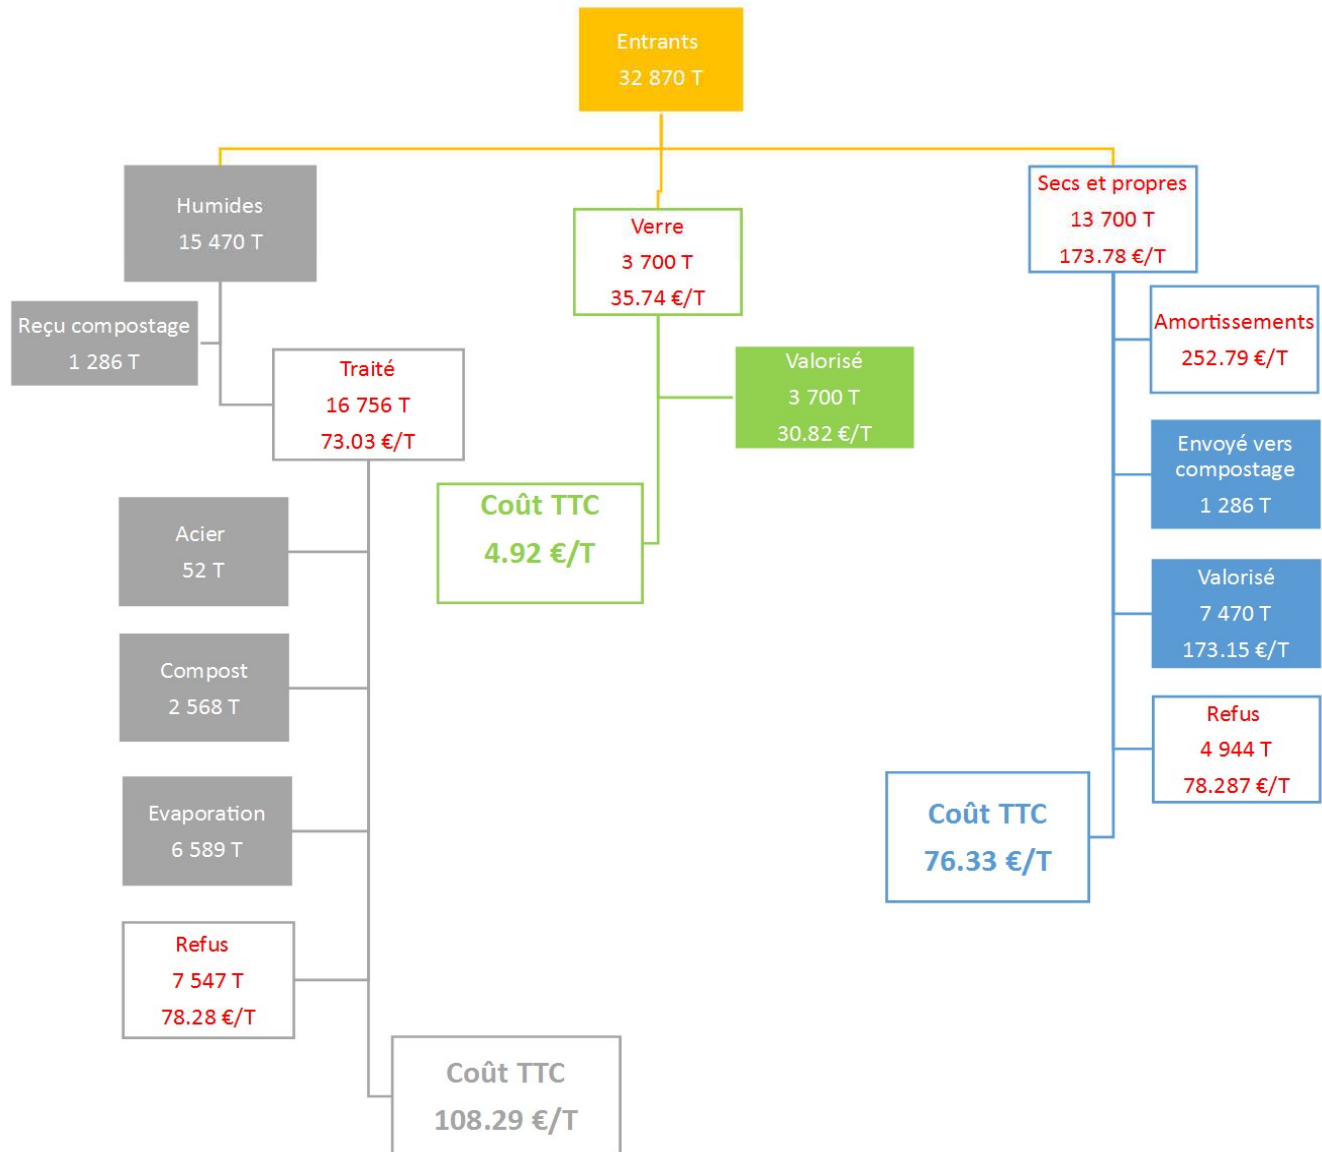 Entrants
32 870 T
Humides
15 470 T
Reçu compostage
1 286 T
Traité
16 756 T
73.03 €/T
Acier
52 T
Compost
2 568 T
Evaporation
6 589 T
Refus
7 547 T
78.28 €/T
Coût TTC
108.29 €/T
Verre
3 700 T
35.74 €/T
Valorisé
3 700 T
30.82 €/T
Coût TTC
4.92 €/T
Secs et propres
13 700 T
173.78 €/T
Amortissements
252.79 €/T
Envoyé vers
compostage
1 286 T
Valorisé
7 470 T
173.15 €/T
Refus
4 944 T
78.287 €/T
Coût TTC
76.33 €/T